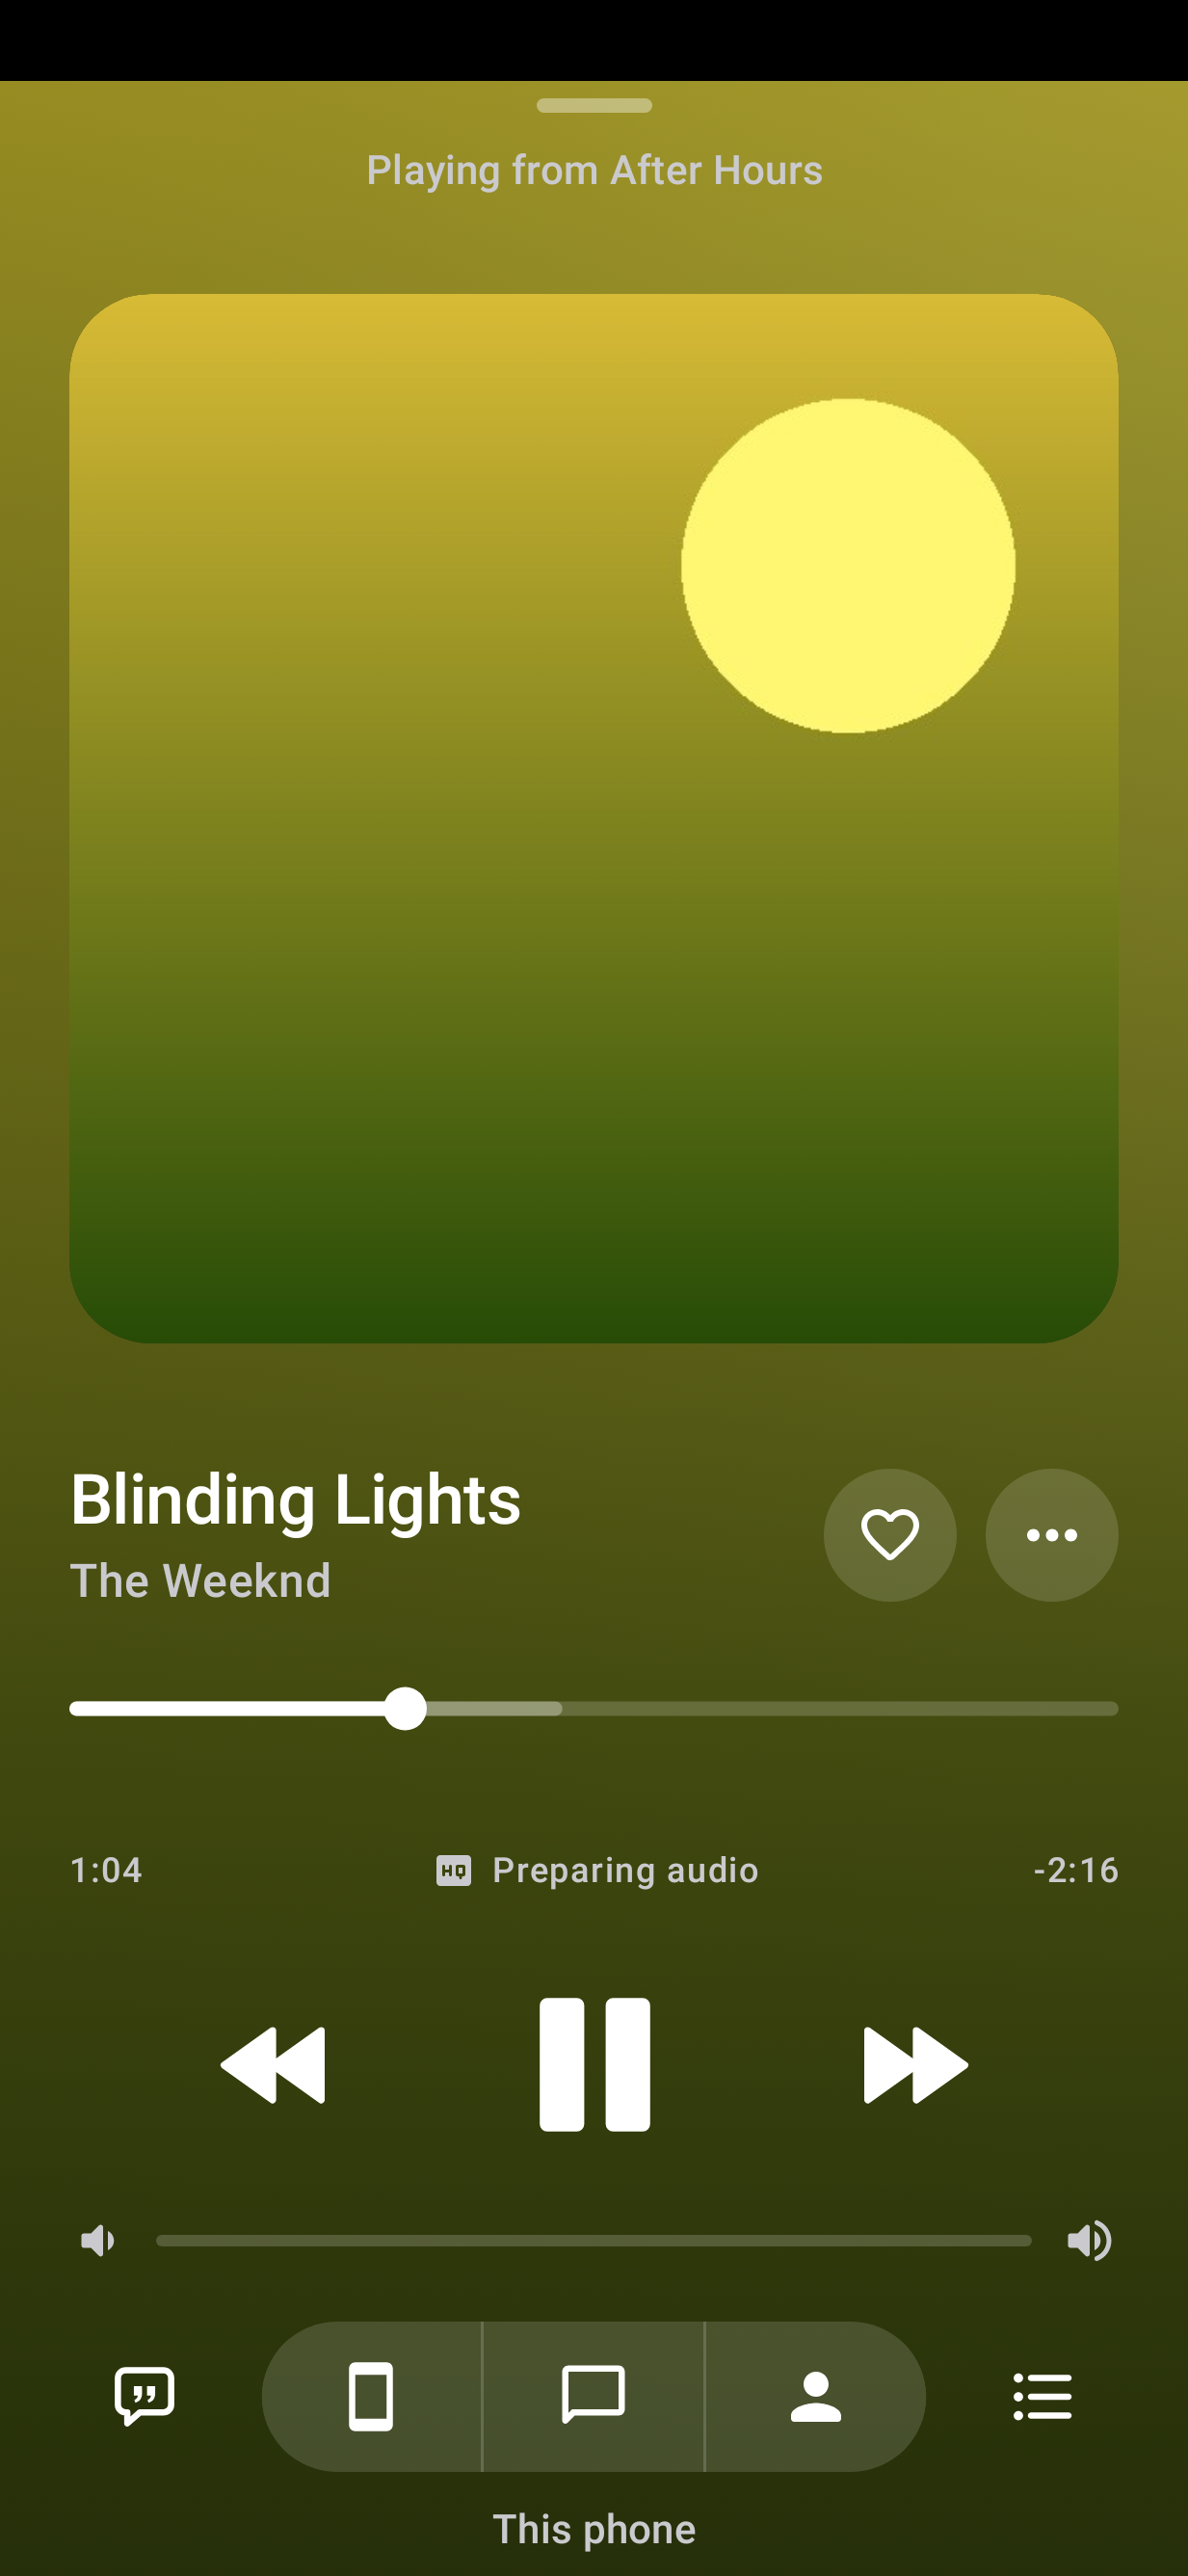 Playing from After Hours
Blinding Lights
The Weeknd
1:04
HQ Preparing audio
-2:16
This phone